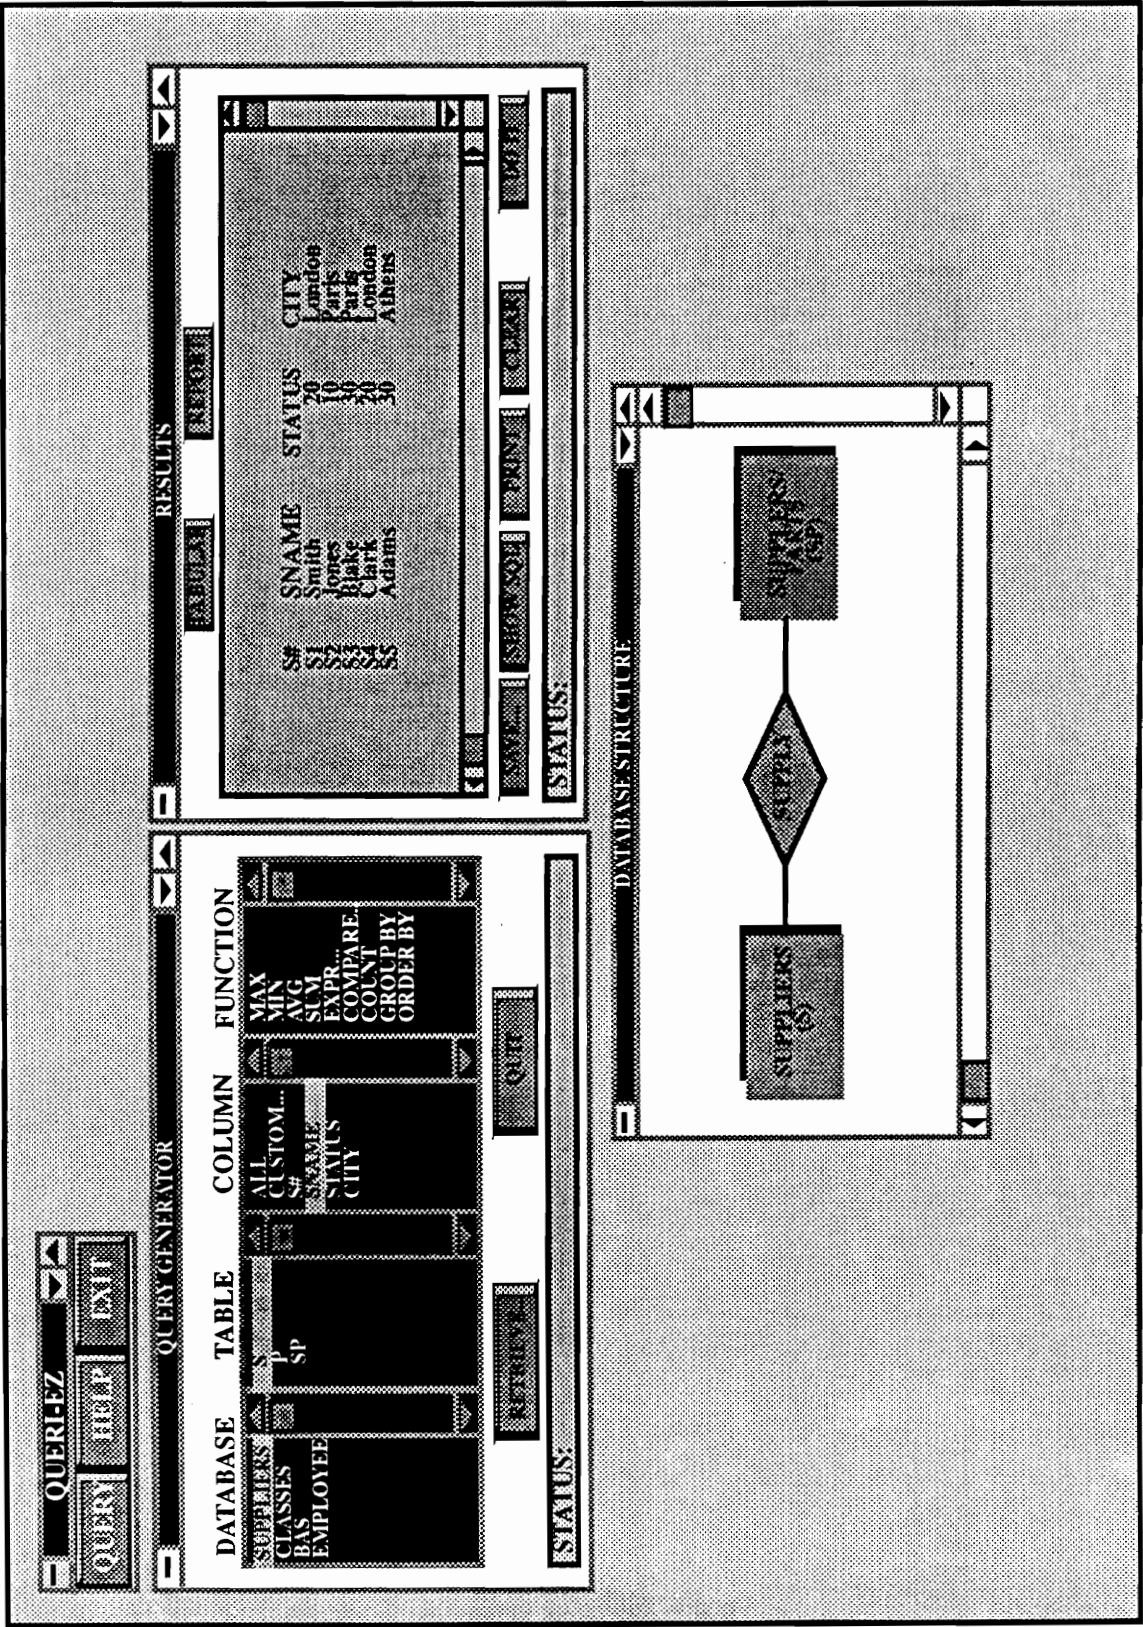 QUERI-EZ
QUERY HELP EXIT
QUERY GENERATOR
DATABASE TABLE COLUMN FUNCTION
SUPPLIERS
CLASSES
BAS
EMPLOYEE
S
P
SP
ALL
CUSTOM...
S#
SNAME
STATUS
CITY
MAX
MIN
AVG
SUM
EXPR...
COMPARE..
COUNT
GROUP BY
ORDER BY
RETRIEVE... QUIT
STATUS:
RESULTS
TABULAR REPORT
S# SNAME STATUS CITY
S1 Smith 20 London
S2 Jones 10 Paris
S3 Blake 30 Paris
S4 Clark 20 London
S5 Adams 30 Athens
SAVE... SHOW SQL PRINT CLEAR
STATUS:
DATABASE STRUCTURE
SUPPLIERS
(S)
SUPPLY
SUPPLIERS/
PARTS
(SP)